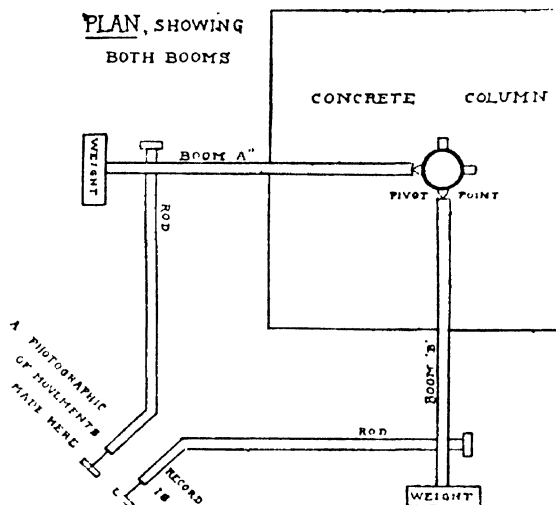 PLAN, SHOWING
BOTH BOOMS
CONCRETE COLUMN
WEIGHT
BOOM A"
PIVOT POINT
ROD
BOOM "B"
A PHOTOGRAPHIC
OF MOVEMENTS
MADE HERE
ROD
RECORD
IS
WEIGHT